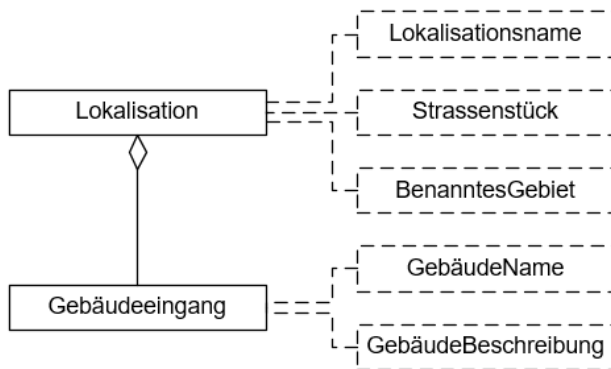 Lokalisationsname
Lokalisation
Strassenstück
BenanntesGebiet
GebäudeName
Gebäudeeingang
GebäudeBeschreibung